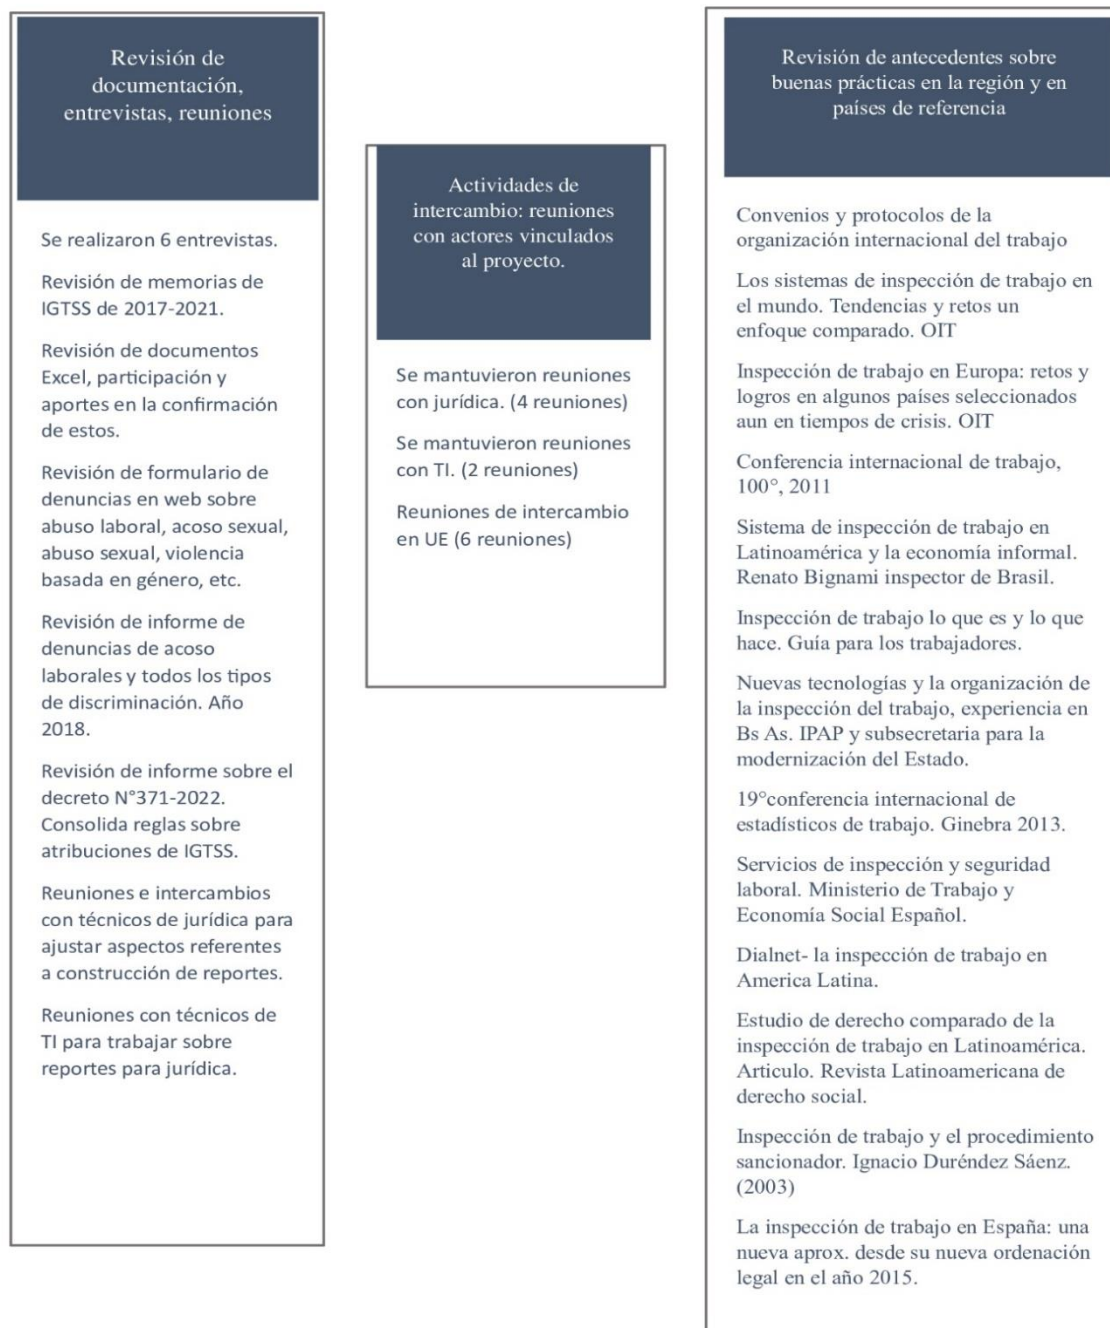 Revisión de
documentación,
entrevistas, reuniones
Se realizaron 6 entrevistas.
Revisión de memorias de
IGTSS de 2017-2021.
Revisión de documentos
Excel, participación y
aportes en la confirmación
de estos.
Revisión de formulario de
denuncias en web sobre
abuso laboral, acoso sexual,
abuso sexual, violencia
basada en género, etc.
Revisión de informe de
denuncias de acoso
laborales y todos los tipos
de discriminación. Año
2018.
Revisión de informe sobre el
decreto N°371-2022.
Consolida reglas sobre
atribuciones de IGTSS.
Reuniones e intercambios
con técnicos de jurídica para
ajustar aspectos referentes
a construcción de reportes.
Reuniones con técnicos de
TI para trabajar sobre
reportes para jurídica.
Actividades de
intercambio: reuniones
con actores vinculados
al proyecto.
Se mantuvieron reuniones
con jurídica. (4 reuniones)
Se mantuvieron reuniones
con TI. (2 reuniones)
Reuniones de intercambio
en UE (6 reuniones)
Revisión de antecedentes sobre
buenas prácticas en la región y en
países de referencia
Convenios y protocolos de la
organización internacional del trabajo
Los sistemas de inspección de trabajo en
el mundo. Tendencias y retos un
enfoque comparado. OIT
Inspección de trabajo en Europa: retos y
logros en algunos países seleccionados
aun en tiempos de crisis. OIT
Conferencia internacional de trabajo,
100°, 2011
Sistema de inspección de trabajo en
Latinoamérica y la economía informal.
Renato Bignami inspector de Brasil.
Inspección de trabajo lo que es y lo que
hace. Guía para los trabajadores.
Nuevas tecnologías y la organización de
la inspección del trabajo, experiencia en
Bs As. IPAP y subsecretaria para la
modernización del Estado.
19°conferencia internacional de
estadísticos de trabajo. Ginebra 2013.
Servicios de inspección y seguridad
laboral. Ministerio de Trabajo y
Economía Social Español.
Dialnet- la inspección de trabajo en
America Latina.
Estudio de derecho comparado de la
inspección de trabajo en Latinoamérica.
Articulo. Revista Latinoamericana de
derecho social.
Inspección de trabajo y el procedimiento
sancionador. Ignacio Duréndez Sáenz.
(2003)
La inspección de trabajo en España: una
nueva aprox. desde su nueva ordenación
legal en el año 2015.